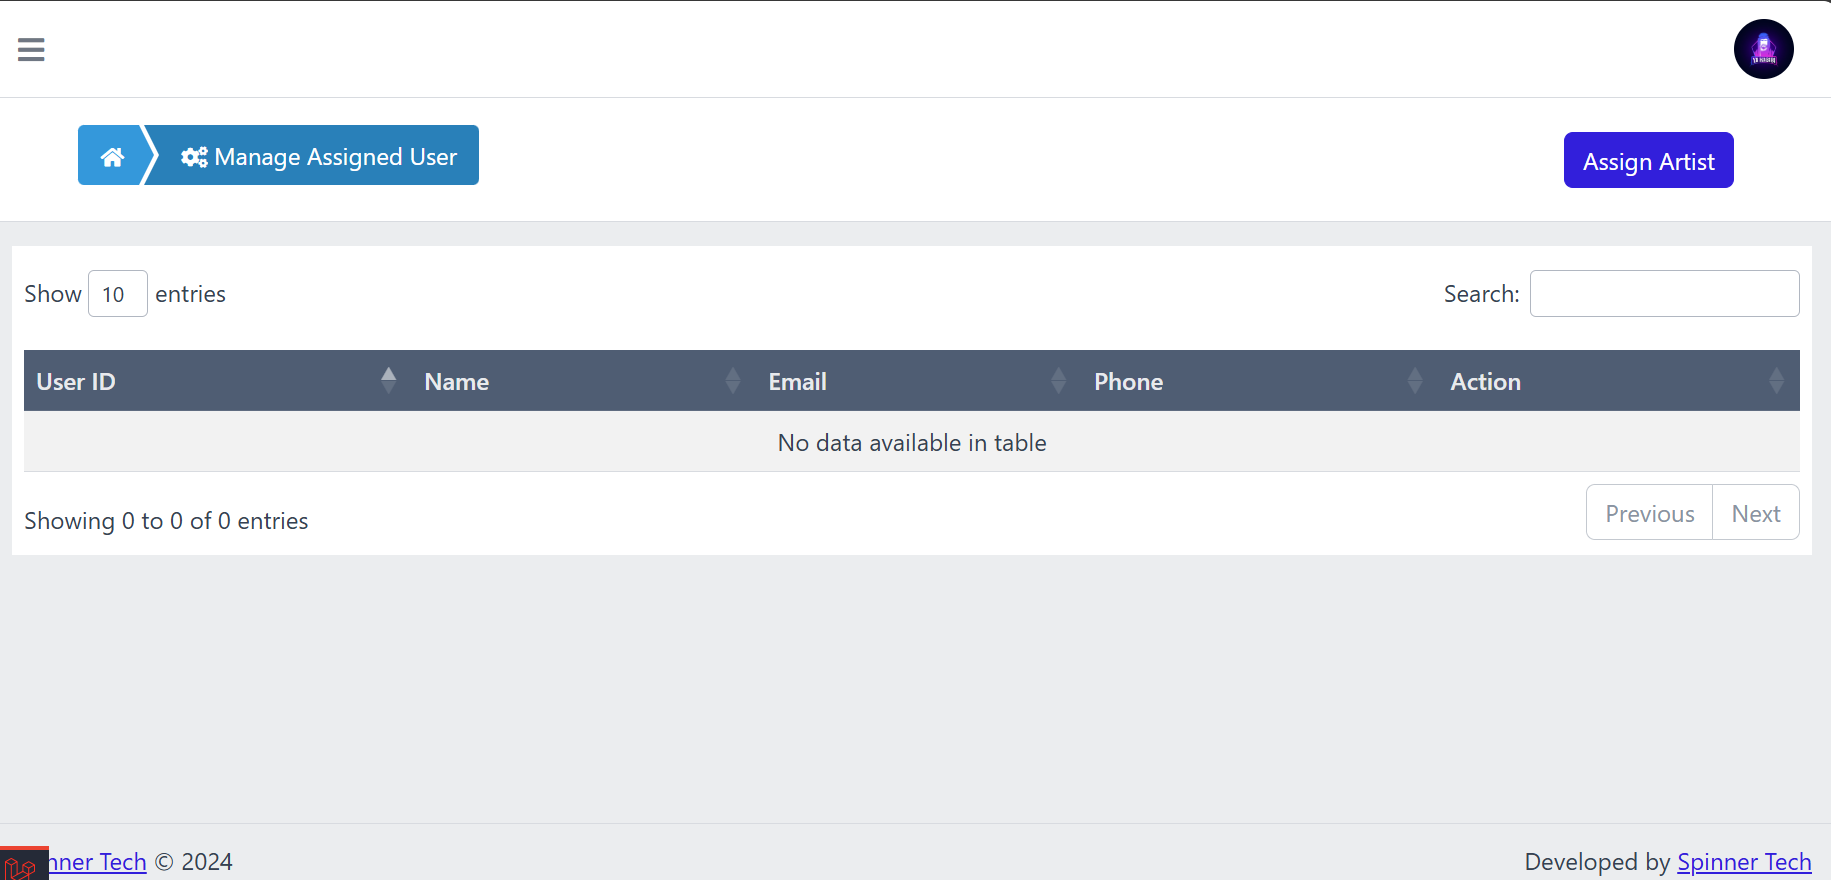 Manage Assigned User
Assign Artist
Show 10 entries
Search:
User ID Name Email Phone Action
No data available in table
Showing 0 to 0 of 0 entries
Previous Next
nner Tech © 2024
Developed by Spinner Tech